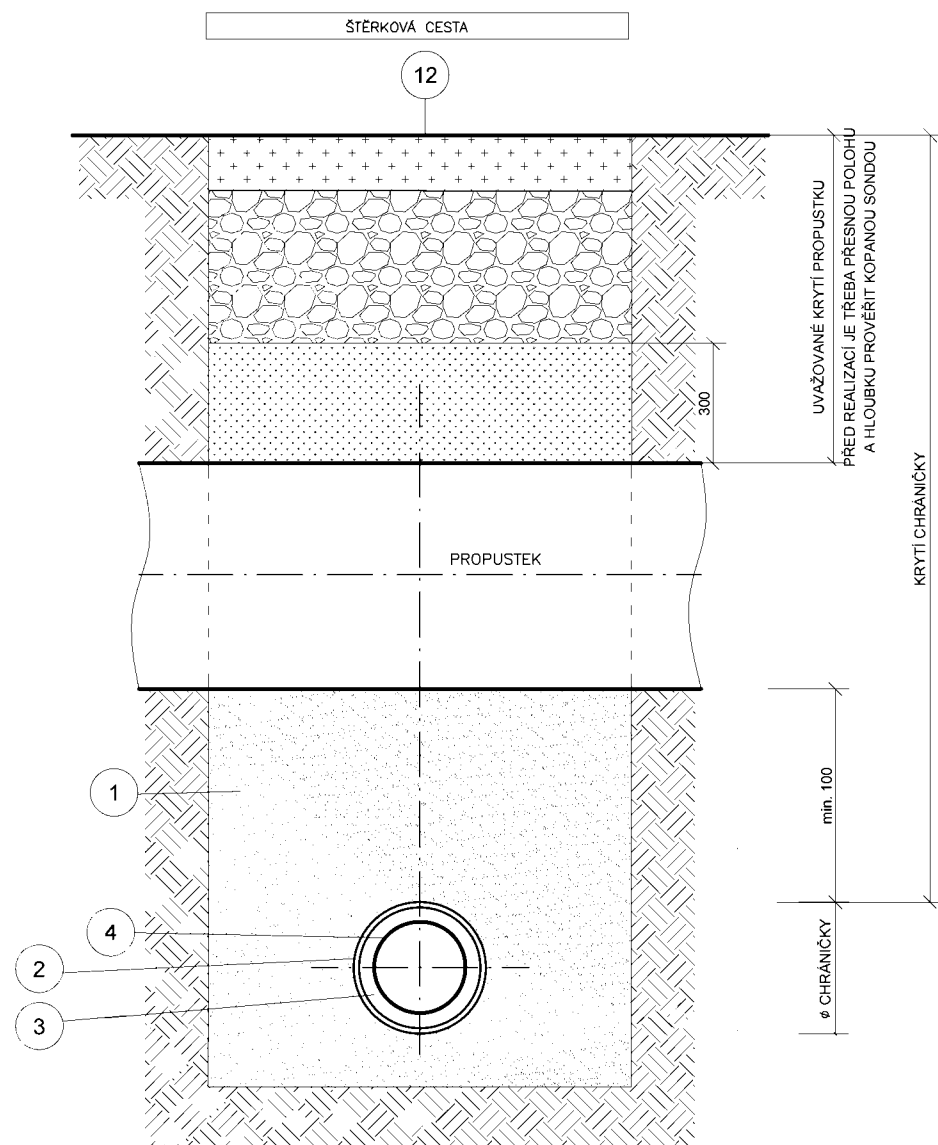 ŠTĚRKOVÁ CESTA
12
UVAŽOVANÉ KRYTÍ PROPUSTKU
PŘED REALIZACÍ JE TŘEBA PŘESNOU POLOHU
A HLOUBKU PROVĚŘIT KOPANOU SONDOU
300
KRYTÍ CHRÁNIČKY
PROPUSTEK
1
min. 100
4
2
3
ø CHRÁNIČKY